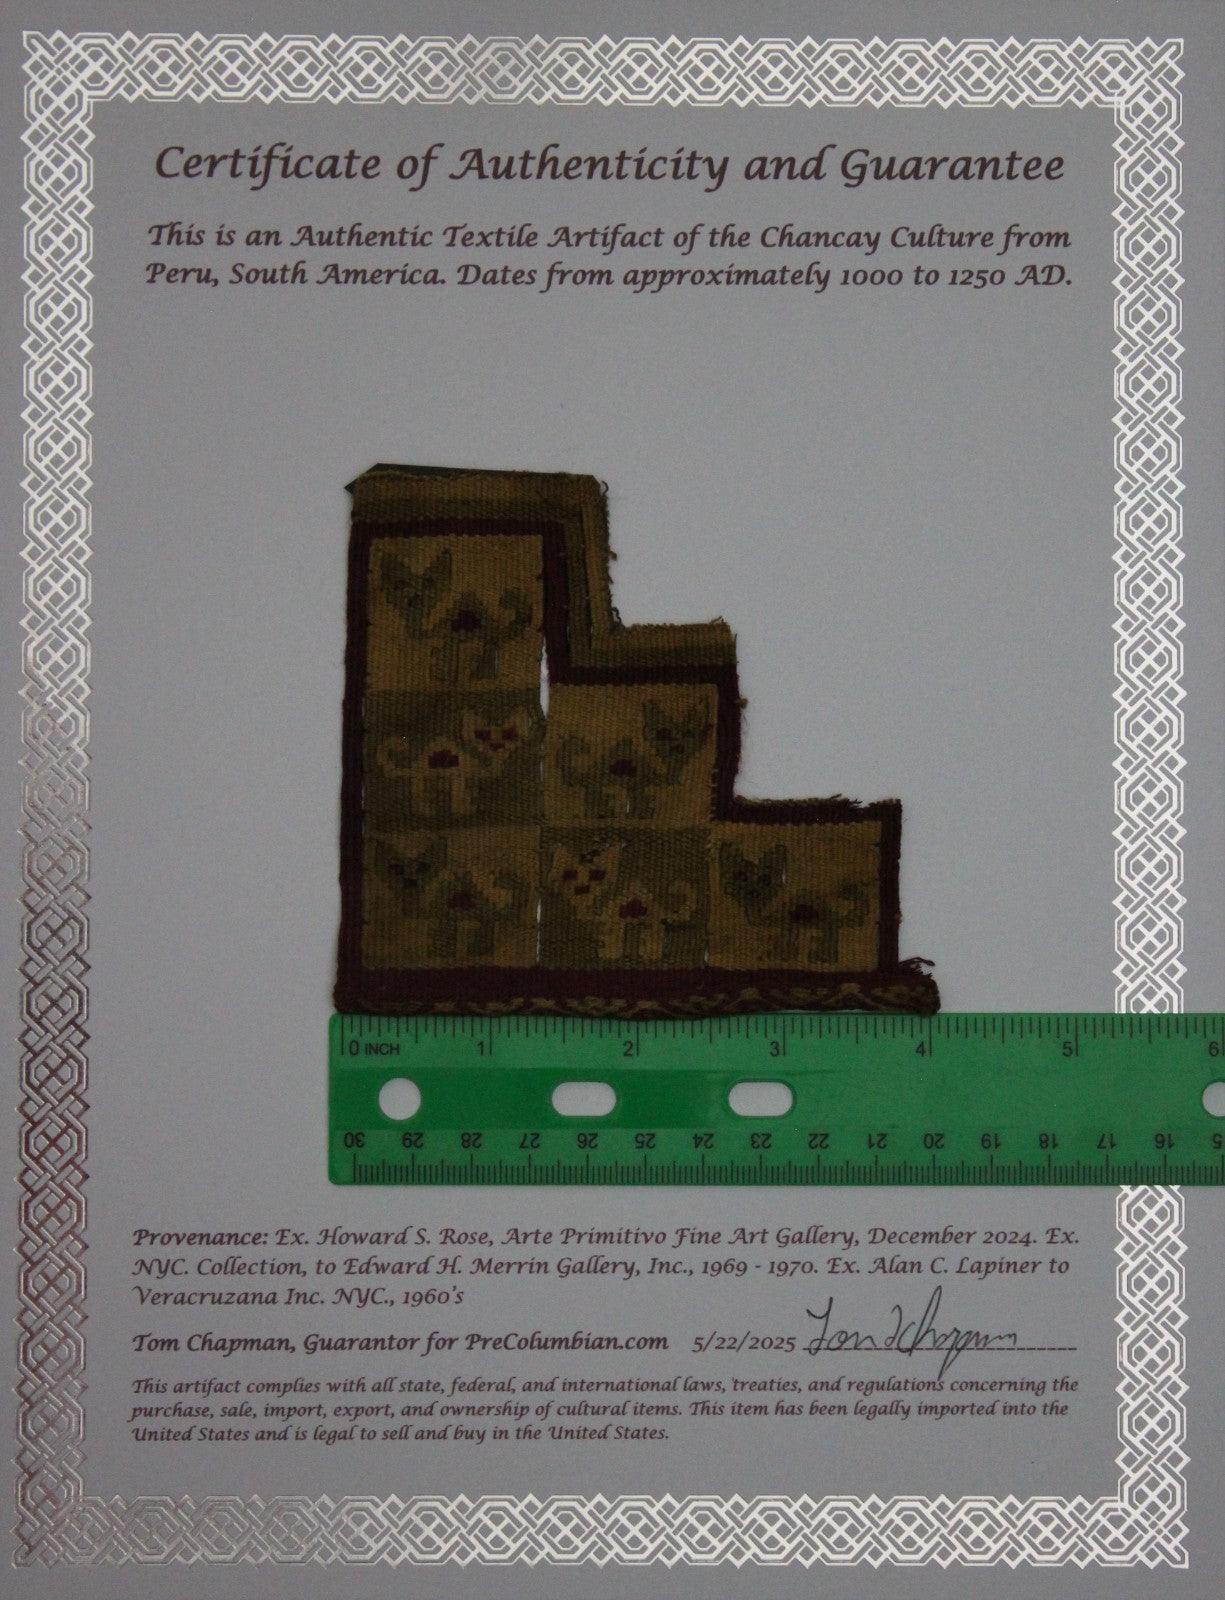 Certificate of Authenticity and Guarantee
This is an Authentic Textile Artifact of the Chancay Culture from
Peru, South America. Dates from approximately 1000 to 1250 AD.
0 INCH 1 2 3 4 5 6
30 29 28 27 26 25 24 23 22 21 20 19 18 17 16 5
Provenance: Ex. Howard S. Rose, Arte Primitivo Fine Art Gallery, December 2024. Ex.
NYC. Collection, to Edward H. Merrin Gallery, Inc., 1969 - 1970. Ex. Alan C. Lapiner to
Veracruzana Inc. NYC., 1960's
Tom Chapman, Guarantor for PreColumbian.com 5/22/2025 Tom Chapman
This artifact complies with all state, federal, and international laws, treaties, and regulations concerning the
purchase, sale, import, export, and ownership of cultural items. This item has been legally imported into the
United States and is legal to sell and buy in the United States.